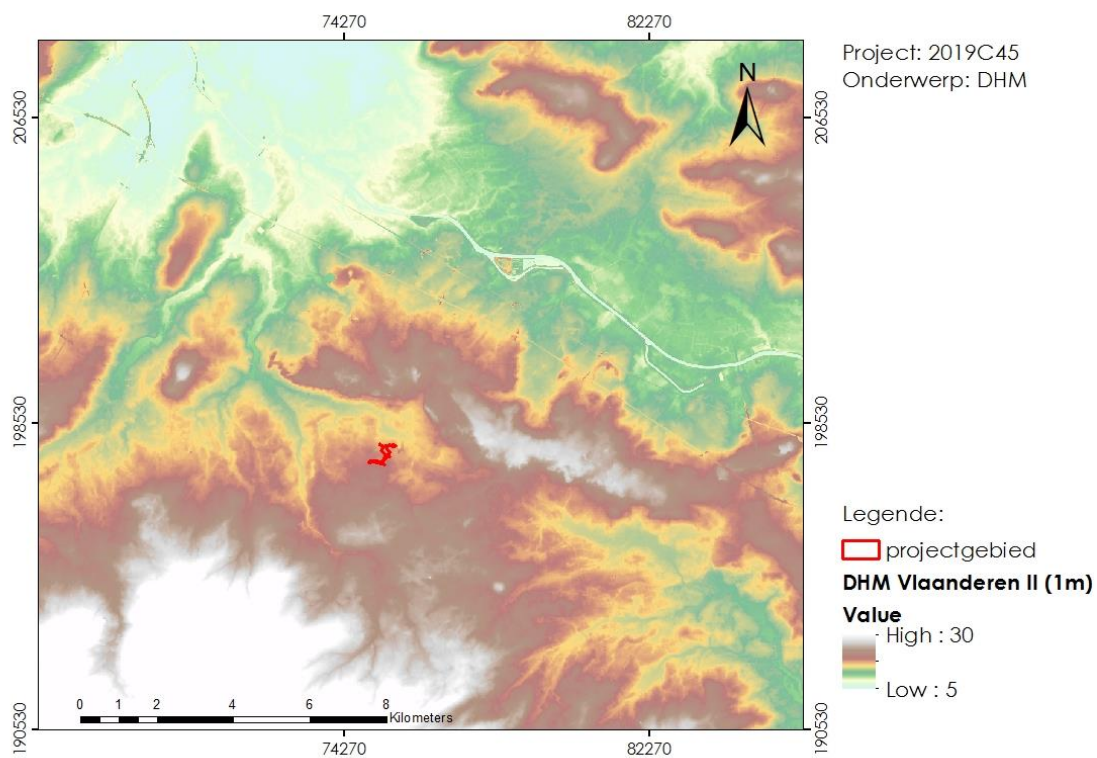 74270
82270
Project: 2019C45
Onderwerp: DHM
N
206530
206530
198530
198530
Legende:
projectgebied
DHM Vlaanderen II (1m)
Value
High : 30
Low : 5
0 1 2 4 6 8
Kilometers
190530
190530
74270
82270